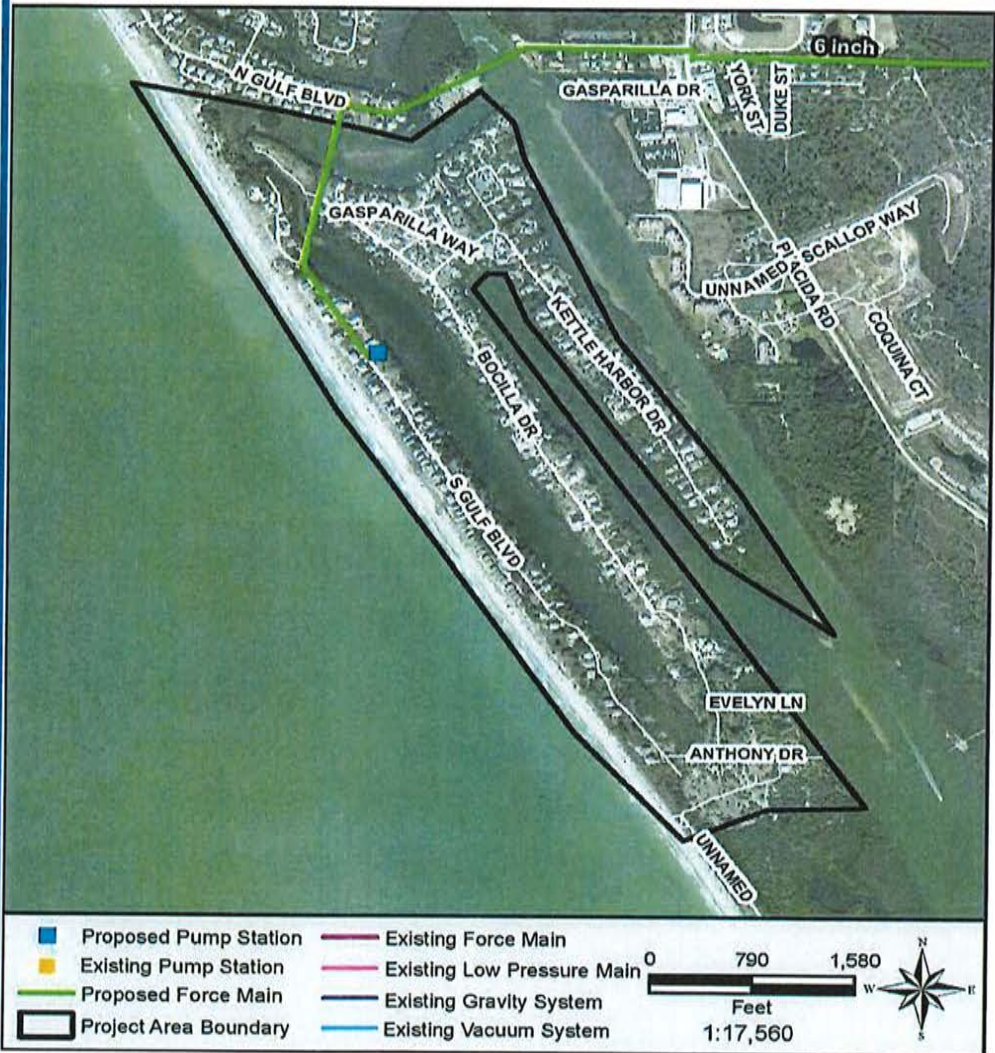 6 inch
N GULF BLVD
GASPARILLA DR
YORK ST
DUKE ST
GASPARILLA WAY
UNNAMED
SCALLOP WAY
PLACIDA RD
KETTLE HARBOR DR
COQUINA CT
BOCILLA DR
S GULF BLVD
EVELYN LN
ANTHONY DR
UNNAMED
Proposed Pump Station
Existing Pump Station
Proposed Force Main
Project Area Boundary
Existing Force Main
Existing Low Pressure Main
Existing Gravity System
Existing Vacuum System
0 790 1,580
Feet
1:17,560
N
W E
S